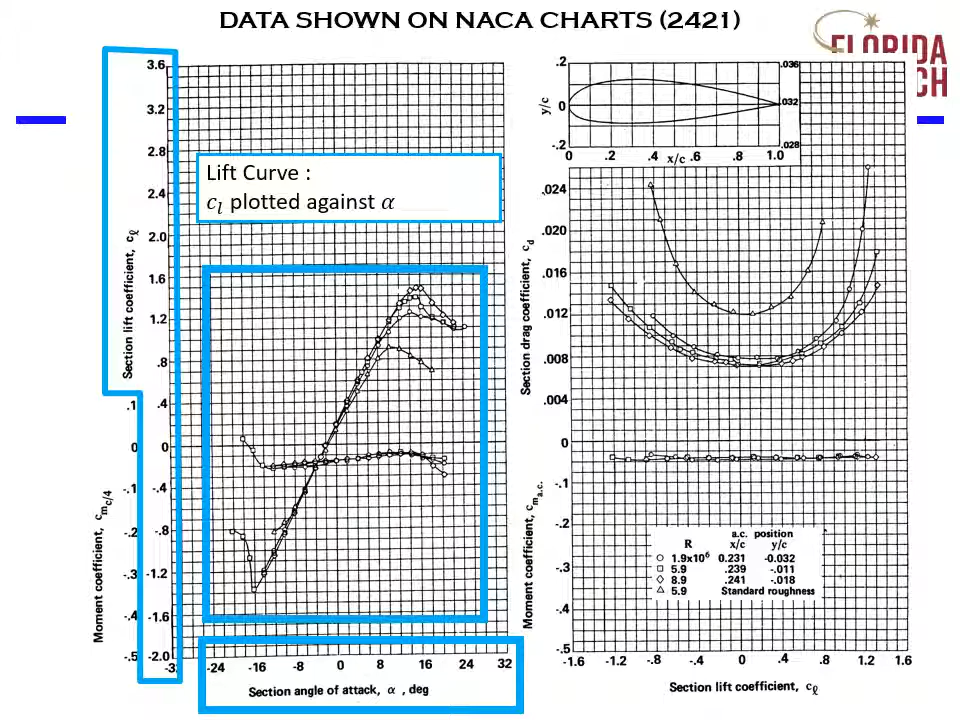 DATA SHOWN ON NACA CHARTS (2421)
FLORIDA
CH
Lift Curve :
c_l plotted against α
3.6
3.2
2.8
2.4
2.0
1.6
1.2
.8
.4
0
-.4
-.8
-1.2
-1.6
-2.0
Section lift coefficient, cℓ
.1
0
-.1
-.2
-.3
-.4
-.5
Moment coefficient, c_mc/4
-32 -24 -16 -8 0 8 16 24 32
Section angle of attack, α , deg
.2
0
-.2
y/c
0 .2 .4 x/c .6 .8 1.0
.036
.032
.028
.024
.020
.016
.012
.008
.004
0
Section drag coefficient, c_d
-.1
-.2
-.3
-.4
-.5
Moment coefficient, c_m a.c.
a.c. position
R x/c y/c
1.9x10⁶ 0.231 -0.032
5.9 .239 -.011
8.9 .241 -.018
5.9 Standard roughness
-1.6 -1.2 -.8 -.4 0 .4 .8 1.2 1.6
Section lift coefficient, cℓ